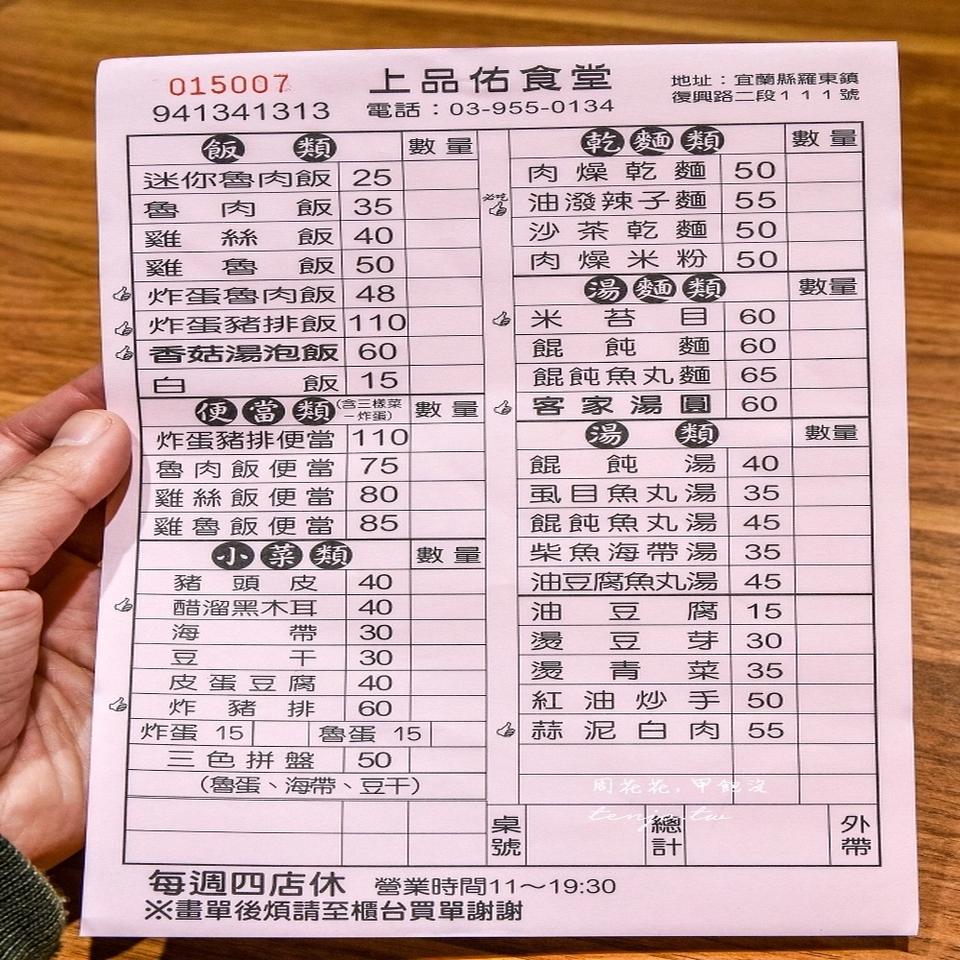 015007
941341313
上品佑食堂
電話：03-955-0134
地址：宜蘭縣羅東鎮
復興路二段111號
飯類 數量
迷你魯肉飯 25
魯肉飯 35
雞絲飯 40
雞魯飯 50
炸蛋魯肉飯 48
炸蛋豬排飯 110
香菇湯泡飯 60
白飯 15
便當類(含三樣菜一炸蛋) 數量
炸蛋豬排便當 110
魯肉飯便當 75
雞絲飯便當 80
雞魯飯便當 85
小菜類 數量
豬頭皮 40
醋溜黑木耳 40
海帶 30
豆干 30
皮蛋豆腐 40
炸豬排 60
炸蛋 15 魯蛋 15
三色拼盤 50
(魯蛋、海帶、豆干)
乾麵類 數量
肉燥乾麵 50
必吃 油潑辣子麵 55
沙茶乾麵 50
肉燥米粉 50
湯麵類 數量
米苔目 60
餛飩麵 60
餛飩魚丸麵 65
客家湯圓 60
湯類 數量
餛飩湯 40
虱目魚丸湯 35
餛飩魚丸湯 45
柴魚海帶湯 35
油豆腐魚丸湯 45
油豆腐 15
燙豆芽 30
燙青菜 35
紅油炒手 50
蒜泥白肉 55
周花花，甲飽沒
tenjo.tw
桌號 總計 外帶
每週四店休 營業時間11～19:30
※畫單後煩請至櫃台買單謝謝